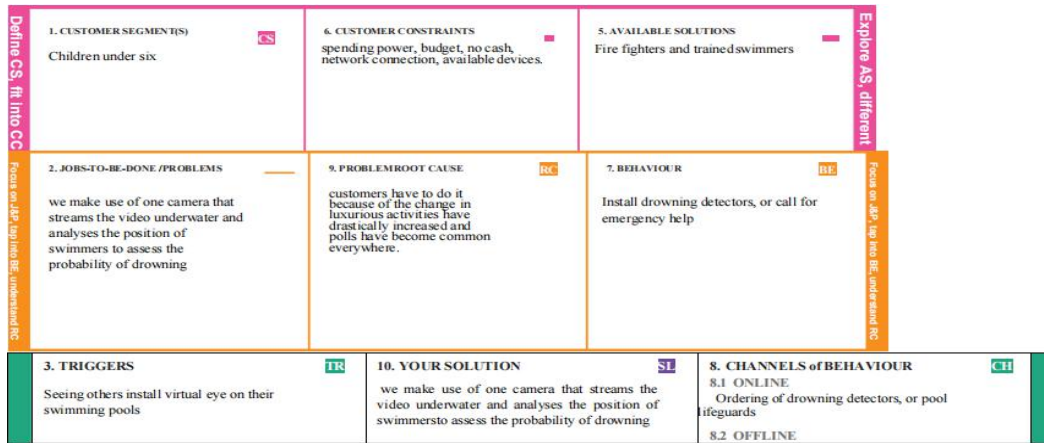 Define CS, fit into CC
1. CUSTOMER SEGMENT(S)
CS
Children under six
6. CUSTOMER CONSTRAINTS
spending power, budget, no cash,
network connection, available devices.
5. AVAILABLE SOLUTIONS
Fire fighters and trained swimmers
Explore AS, different
Focus on J&P, tap into BE, understand RC
2. JOBS-TO-BE-DONE /PROBLEMS
we make use of one camera that
streams the video underwater and
analyses the position of
swimmers to assess the
probability of drowning
9. PROBLEM ROOT CAUSE
RC
customers have to do it
because of the change in
luxurious activities have
drastically increased and
polls have become common
everywhere.
7. BEHAVIOUR
BE
Install drowning detectors, or call for
emergency help
Focus on J&P, tap into BE, understand RC
3. TRIGGERS
TR
Seeing others install virtual eye on their
swimming pools
10. YOUR SOLUTION
SL
we make use of one camera that streams the
video underwater and analyses the position of
swimmersto assess the probability of drowning
8. CHANNELS of BEHAVIOUR
CH
8.1 ONLINE
Ordering of drowning detectors, or pool
lifeguards
8.2 OFFLINE